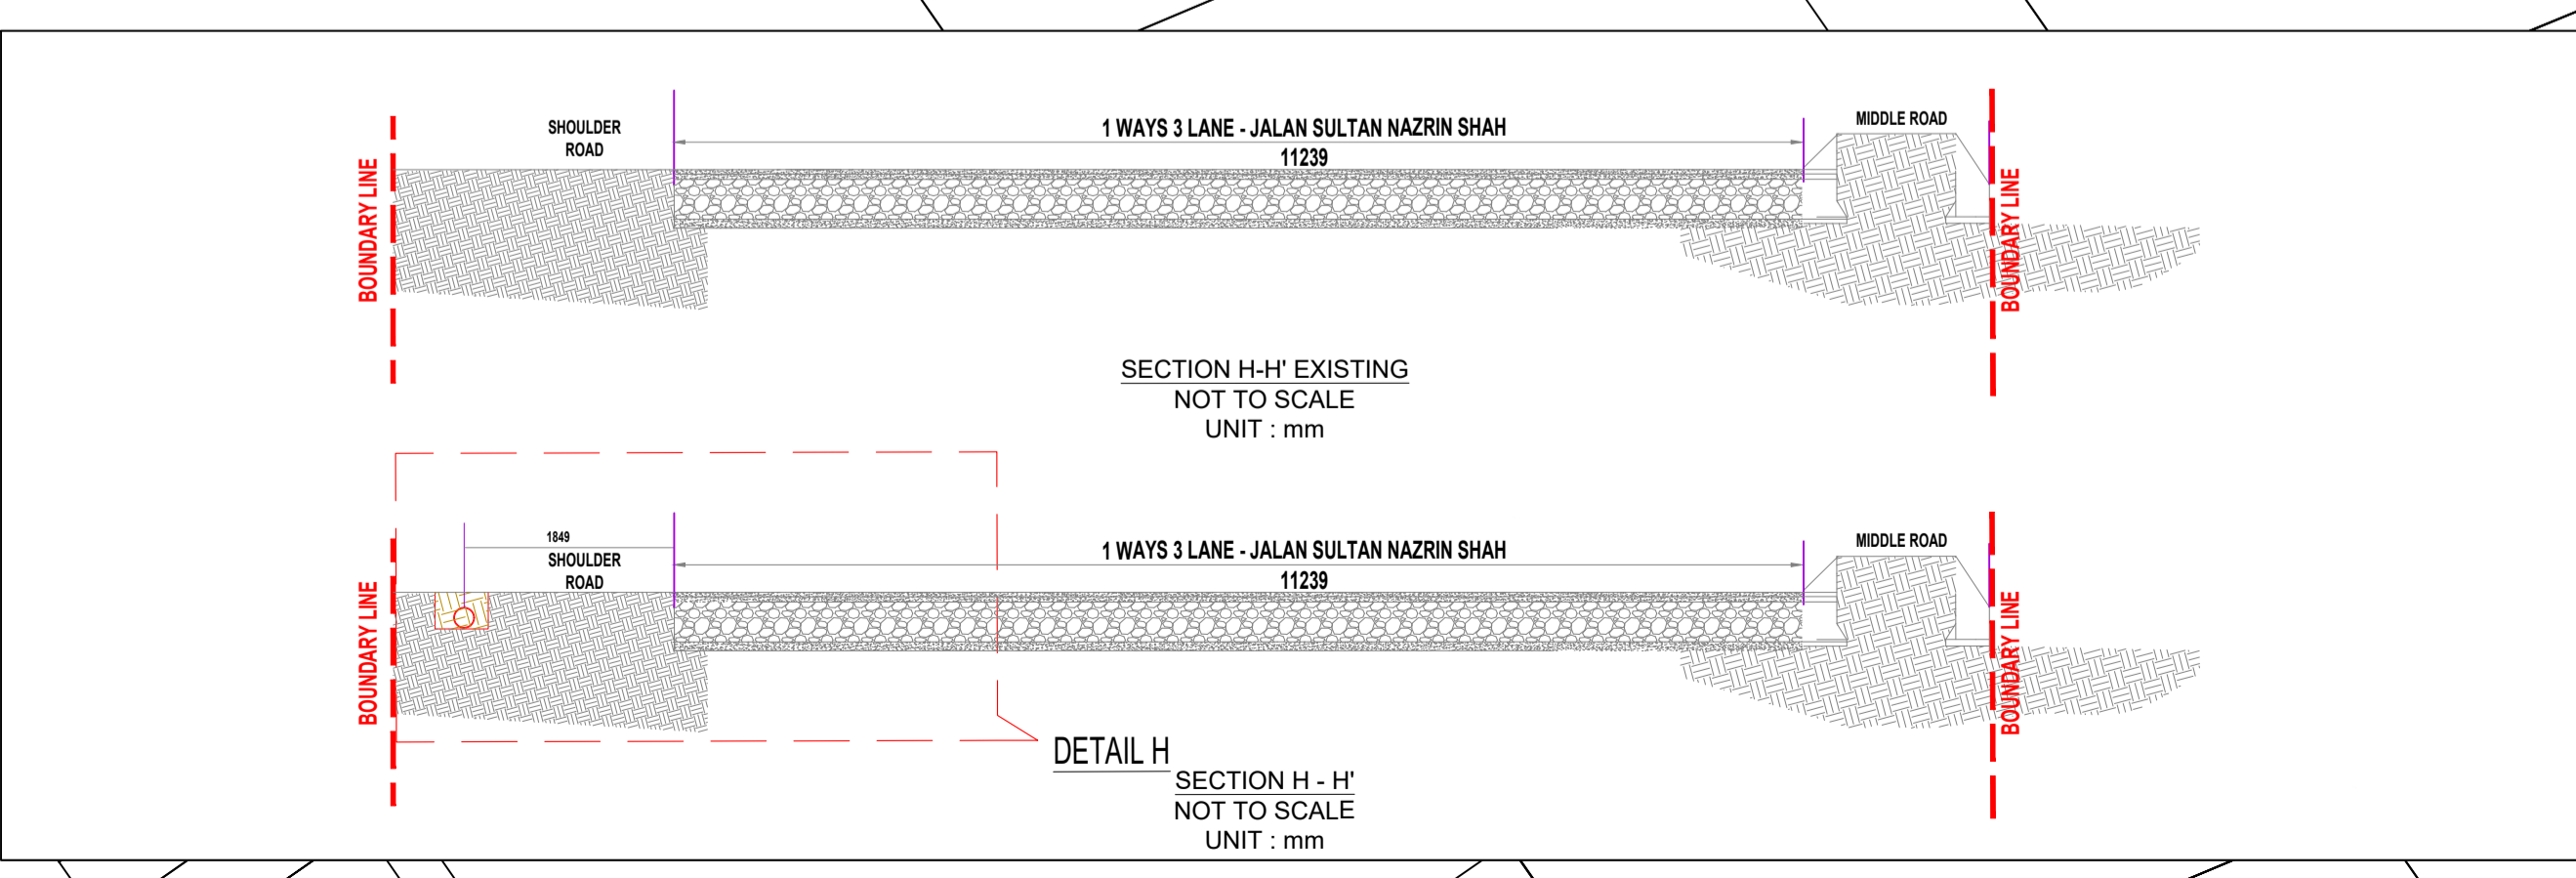 SHOULDER
ROAD
1 WAYS 3 LANE - JALAN SULTAN NAZRIN SHAH
11239
MIDDLE ROAD
BOUNDARY LINE
BOUNDARY LINE
SECTION H-H' EXISTING
NOT TO SCALE
UNIT : mm
1849
SHOULDER
ROAD
1 WAYS 3 LANE - JALAN SULTAN NAZRIN SHAH
11239
MIDDLE ROAD
BOUNDARY LINE
BOUNDARY LINE
DETAIL H
SECTION H - H'
NOT TO SCALE
UNIT : mm